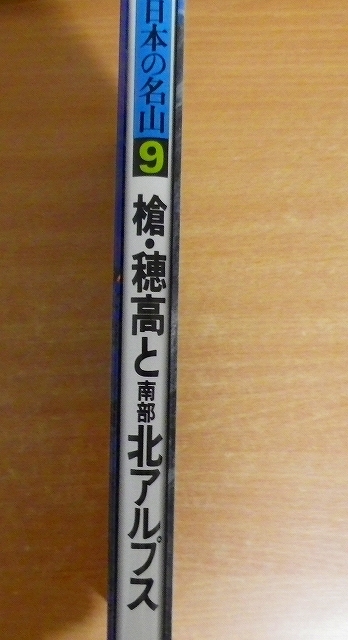 日本の名山
9
槍・穂高と南部北アルプス